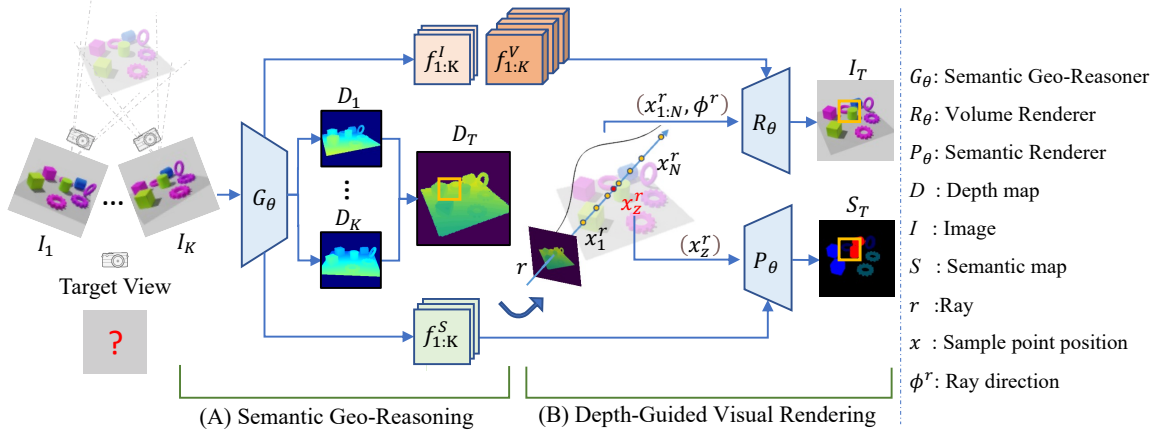 I_1
...
I_K
Target View
?
G_θ
D_1
⋮
D_K
D_T
f^I_{1:K}
f^V_{1:K}
f^S_{1:K}
(x^r_{1:N}, ϕ^r)
x^r_N
x^r_z
x^r_1
r
(x^r_z)
R_θ
P_θ
I_T
S_T
(A) Semantic Geo-Reasoning
(B) Depth-Guided Visual Rendering
G_θ: Semantic Geo-Reasoner
R_θ: Volume Renderer
P_θ: Semantic Renderer
D : Depth map
I : Image
S : Semantic map
r :Ray
x : Sample point position
ϕ^r: Ray direction